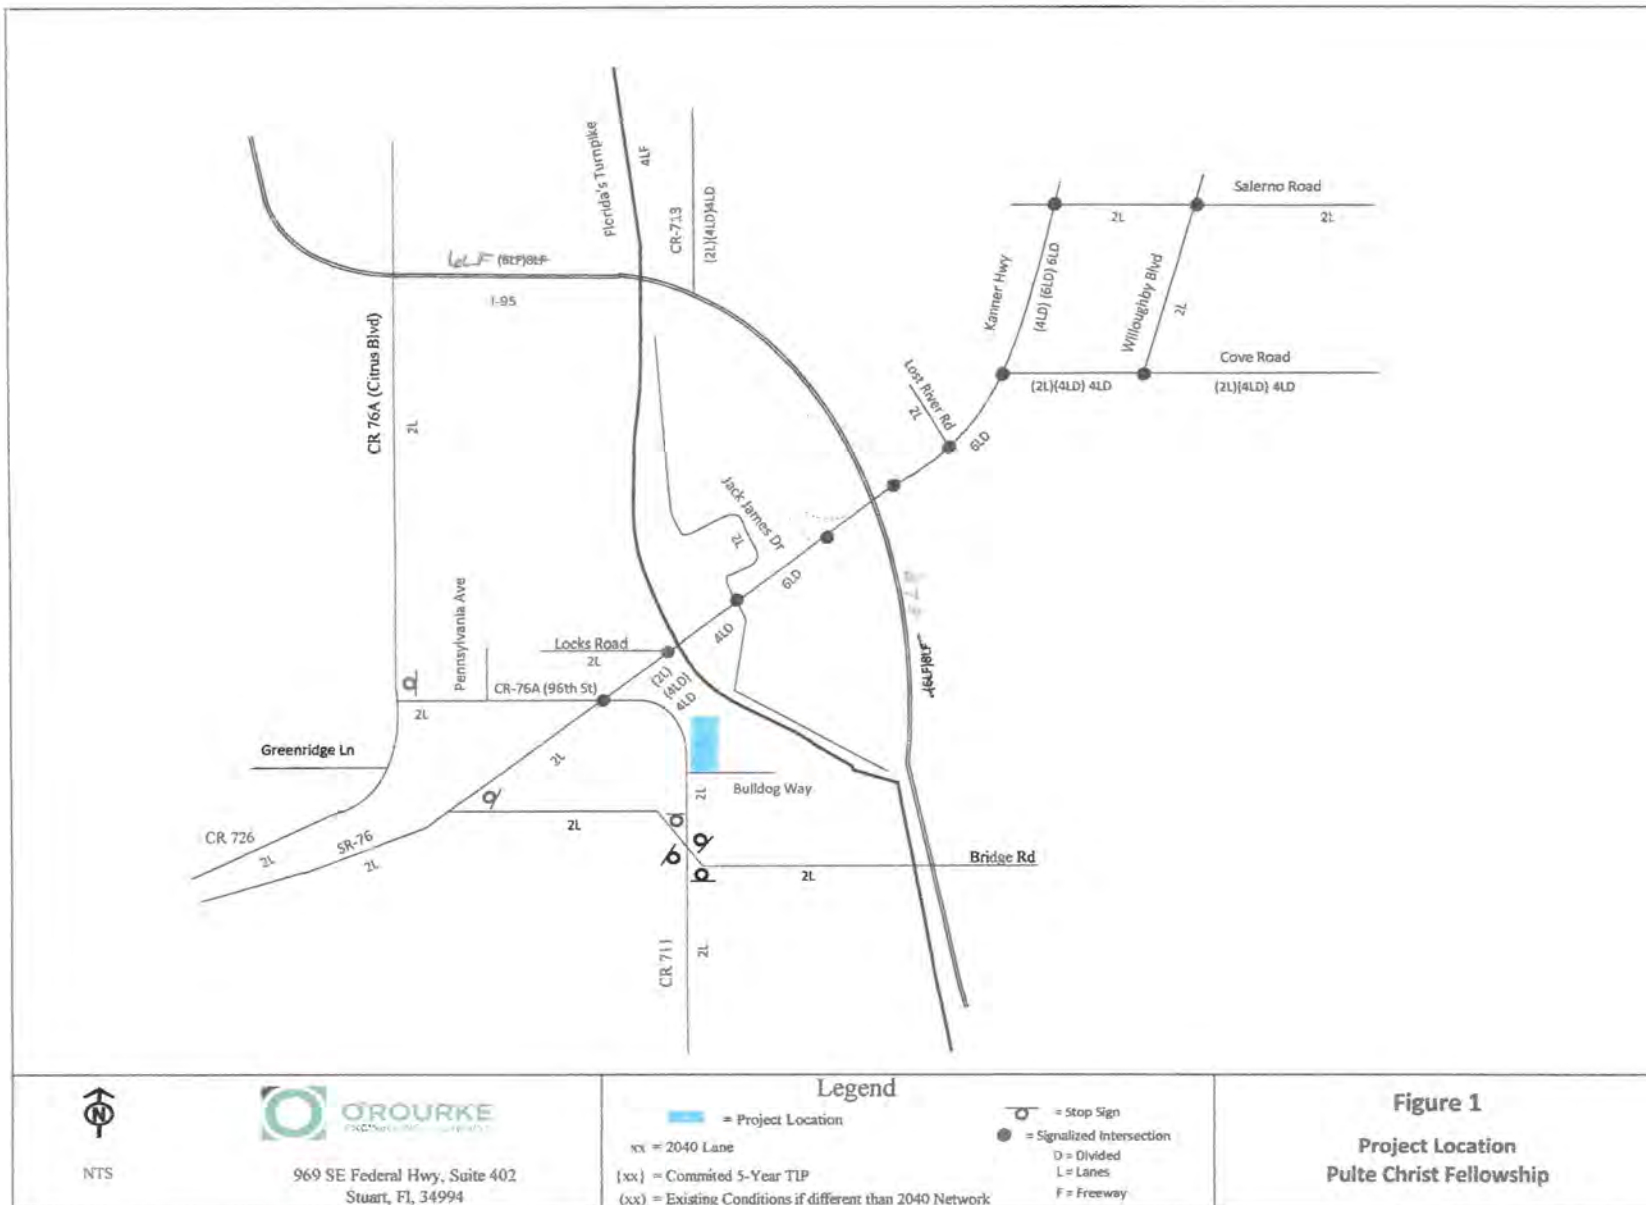 Florida's Turnpike
4LF
CR-713
(2L){4LD}4LD
Salerno Road
2L
2L
Kanner Hwy
(4LD) {6LD} 6LD
Willoughby Blvd
2L
6LF (6LF)8LF
I-95
CR 76A (Citrus Blvd)
2L
Cove Road
(2L){4LD} 4LD
(2L){4LD} 4LD
Lost River Rd
2L
6LD
Jack James Dr
2L
6LD
Pennsylvania Ave
Locks Road
2L
4LD
(6LF)8LF
CR-76A (96th St)
2L
(2L)
{4LD}
4LD
Greenridge Ln
2L
2L
Bulldog Way
CR 726
2L
SR-76
2L
2L
Bridge Rd
2L
CR 711
2L
N
NTS
O'ROURKE
969 SE Federal Hwy, Suite 402
Stuart, Fl, 34994
Legend
= Project Location
xx = 2040 Lane
{xx} = Commited 5-Year TIP
(xx) = Existing Conditions if different than 2040 Network
= Stop Sign
= Signalized Intersection
D = Divided
L = Lanes
F = Freeway
Figure 1
Project Location
Pulte Christ Fellowship